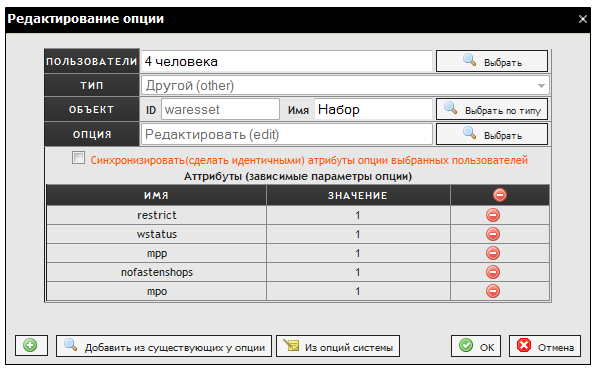 Редактирование опции
ПОЛЬЗОВАТЕЛИ 4 человека Выбрать
ТИП Другой (other)
ОБЪЕКТ ID waresset Имя Набор Выбрать по типу
ОПЦИЯ Редактировать (edit) Выбрать
Синхронизировать(сделать идентичными) атрибуты опции выбранных пользователей
Аттрибуты (зависимые параметры опции)
ИМЯ ЗНАЧЕНИЕ
restrict 1
wstatus 1
mpp 1
nofastenshops 1
mpo 1
Добавить из существующих у опции Из опций системы OK Отмена